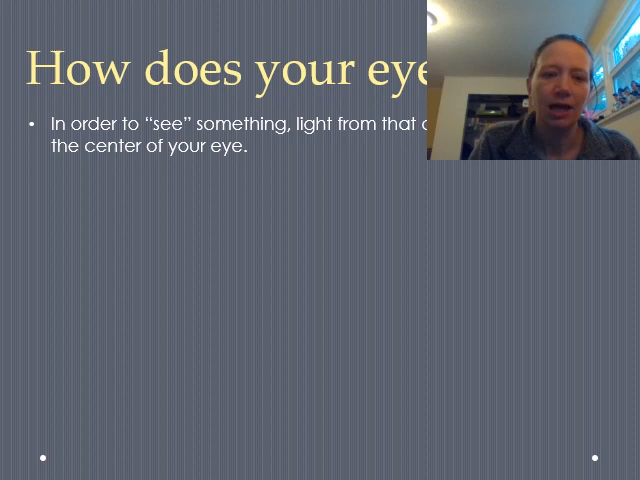 How does your eye
• In order to “see” something, light from that
the center of your eye.